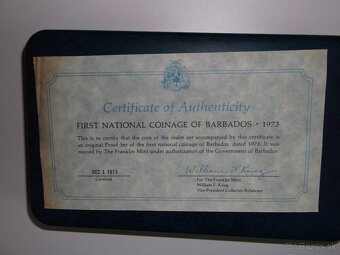 Certificate of Authenticity
FIRST NATIONAL COINAGE OF BARBADOS • 1973
This is to certify that the coin of the realm set accompanied by this certificate is
an original Proof Set of the first national coinage of Barbados, dated 1973. It was
minted by The Franklin Mint under authorization of the Government of Barbados.
DEC 5 1973
Certified
William E. Krieg
For The Franklin Mint
William E. Krieg
Vice President Collector Relations